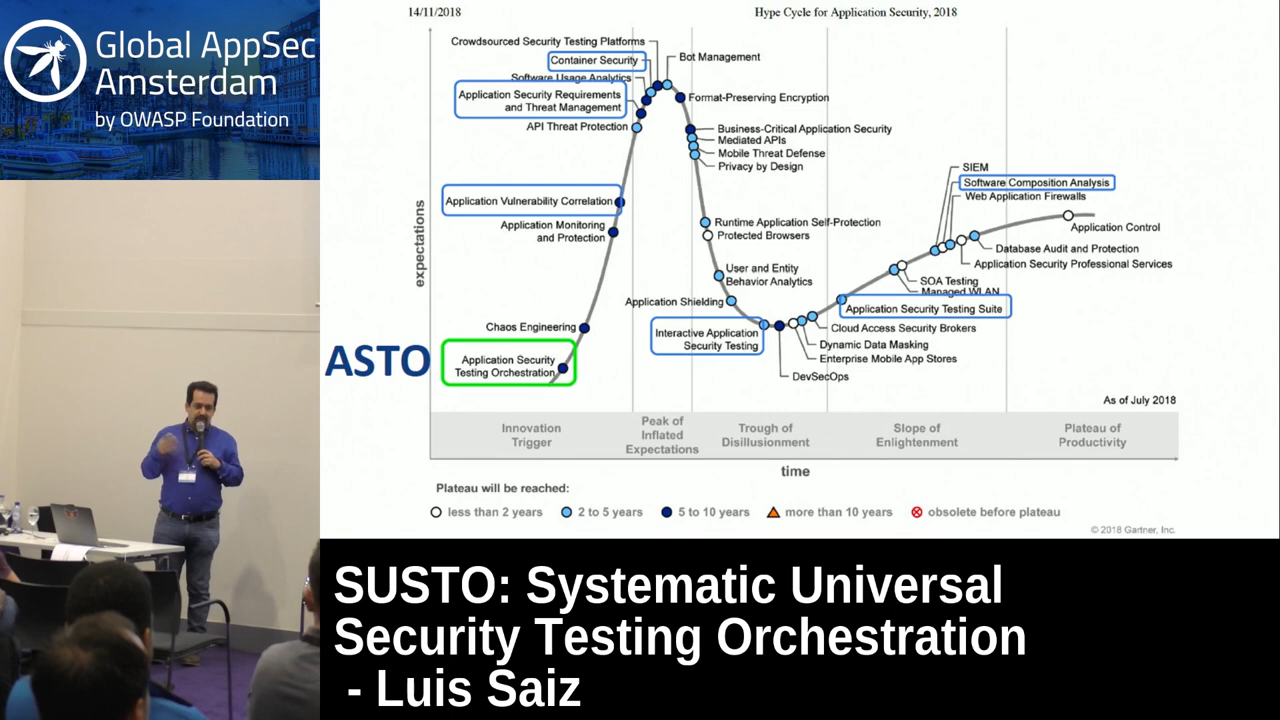 Global AppSec
Amsterdam
by OWASP Foundation
14/11/2018
Hype Cycle for Application Security, 2018
Crowdsourced Security Testing Platforms
Container Security
Bot Management
Software Usage Analytics
Application Security Requirements
and Threat Management
Format-Preserving Encryption
API Threat Protection
Business-Critical Application Security
Mediated APIs
Mobile Threat Defense
Privacy by Design
SIEM
Software Composition Analysis
Web Application Firewalls
Application Vulnerability Correlation
Application Monitoring
and Protection
Runtime Application Self-Protection
Protected Browsers
Application Control
Database Audit and Protection
Application Security Professional Services
User and Entity
Behavior Analytics
SOA Testing
Managed WLAN
Application Shielding
Application Security Testing Suite
Chaos Engineering
Interactive Application
Security Testing
Cloud Access Security Brokers
Dynamic Data Masking
Enterprise Mobile App Stores
DevSecOps
ASTO
Application Security
Testing Orchestration
expectations
As of July 2018
Innovation
Trigger
Peak of
Inflated
Expectations
Trough of
Disillusionment
Slope of
Enlightenment
Plateau of
Productivity
time
Plateau will be reached:
less than 2 years
2 to 5 years
5 to 10 years
more than 10 years
obsolete before plateau
© 2018 Gartner, Inc.
SUSTO: Systematic Universal
Security Testing Orchestration
- Luis Saiz